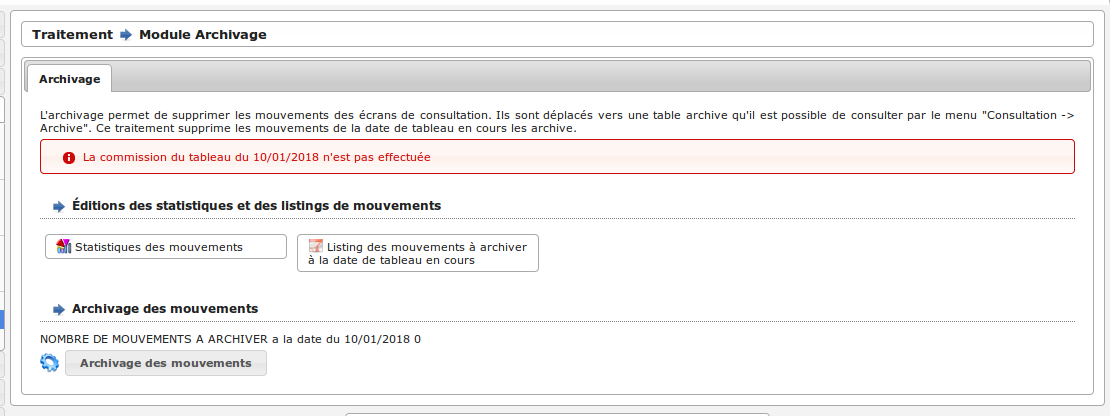 Traitement Module Archivage
Archivage
L'archivage permet de supprimer les mouvements des écrans de consultation. Ils sont déplacés vers une table archive qu'il est possible de consulter par le menu "Consultation ->
Archive". Ce traitement supprime les mouvements de la date de tableau en cours les archive.
La commission du tableau du 10/01/2018 n'est pas effectuée
Éditions des statistiques et des listings de mouvements
Statistiques des mouvements
Listing des mouvements à archiver
à la date de tableau en cours
Archivage des mouvements
NOMBRE DE MOUVEMENTS A ARCHIVER a la date du 10/01/2018 0
Archivage des mouvements